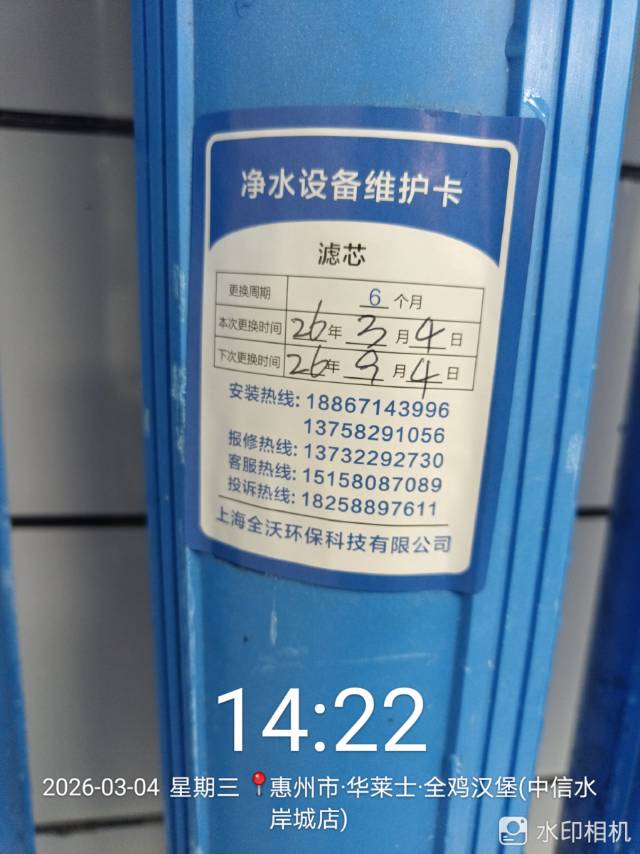 净水设备维护卡
滤芯
更换周期 6 个月
本次更换时间 26年 3 月 4 日
下次更换时间 26年 9 月 4 日
安装热线: 18867143996
13758291056
报修热线: 13732292730
客服热线: 15158087089
投诉热线: 18258897611
上海全沃环保科技有限公司
14:22
2026-03-04 星期三 惠州市·华莱士·全鸡汉堡(中信水
岸城店)
水印相机